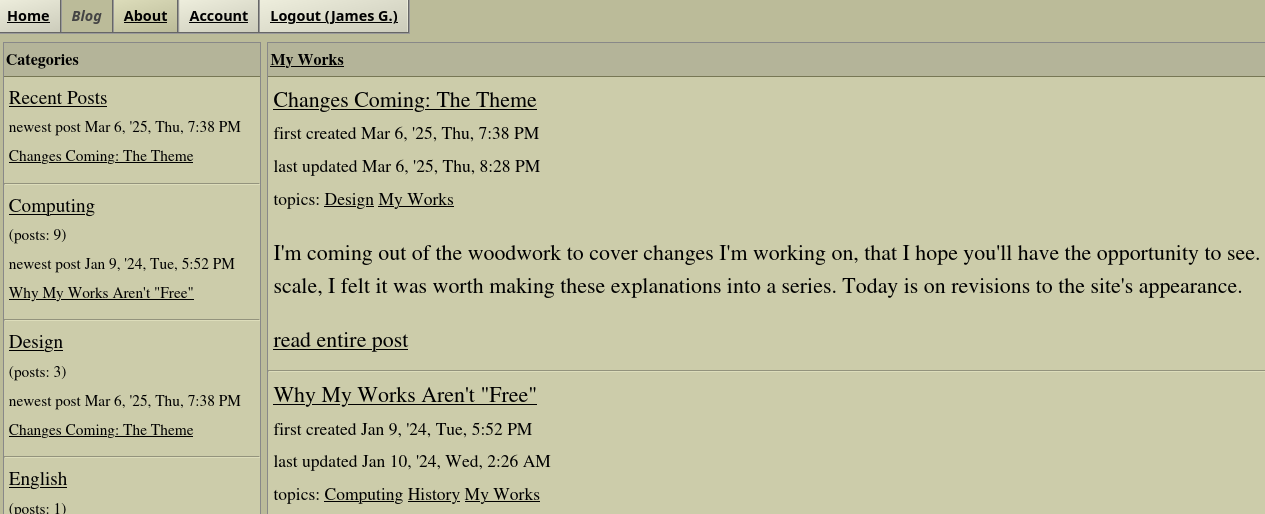 Home Blog About Account Logout (James G.)
Categories
Recent Posts
newest post Mar 6, '25, Thu, 7:38 PM
Changes Coming: The Theme
Computing
(posts: 9)
newest post Jan 9, '24, Tue, 5:52 PM
Why My Works Aren't "Free"
Design
(posts: 3)
newest post Mar 6, '25, Thu, 7:38 PM
Changes Coming: The Theme
English
(posts: 1)
My Works
Changes Coming: The Theme
first created Mar 6, '25, Thu, 7:38 PM
last updated Mar 6, '25, Thu, 8:28 PM
topics: Design My Works
I'm coming out of the woodwork to cover changes I'm working on, that I hope you'll have the opportunity to see.
scale, I felt it was worth making these explanations into a series. Today is on revisions to the site's appearance.
read entire post
Why My Works Aren't "Free"
first created Jan 9, '24, Tue, 5:52 PM
last updated Jan 10, '24, Wed, 2:26 AM
topics: Computing History My Works